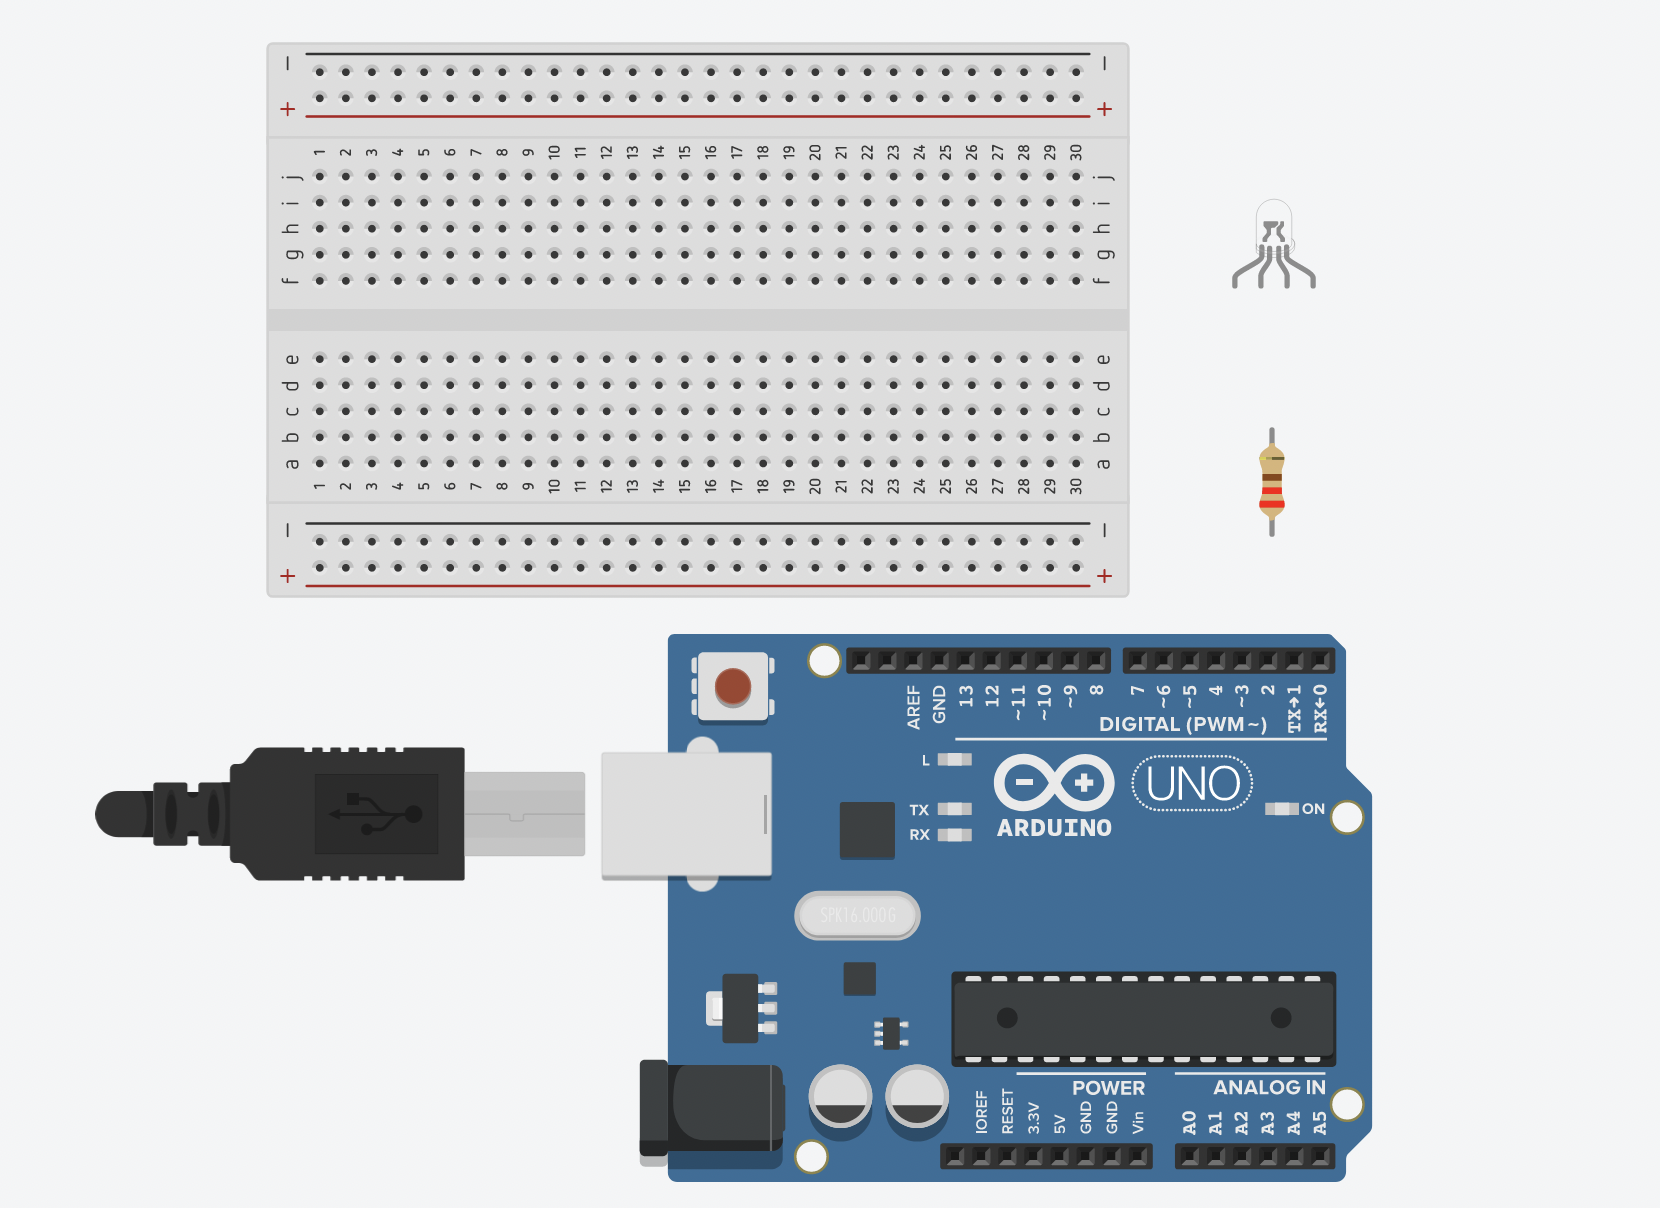 − −
+ +
1 2 3 4 5 6 7 8 9 10 11 12 13 14 15 16 17 18 19 20 21 22 23 24 25 26 27 28 29 30
j j
i i
h h
g g
f f
e e
d d
c c
b b
a a
1 2 3 4 5 6 7 8 9 10 11 12 13 14 15 16 17 18 19 20 21 22 23 24 25 26 27 28 29 30
− −
+ +
AREF GND 13 12 ~11 ~10 ~9 8 7 ~6 ~5 4 ~3 2 TX→1 RX←0
DIGITAL (PWM~)
L
UNO
TX
ON
RX
ARDUINO
SPK16.000G
POWER ANALOG IN
IOREF RESET 3.3V 5V GND GND Vin A0 A1 A2 A3 A4 A5